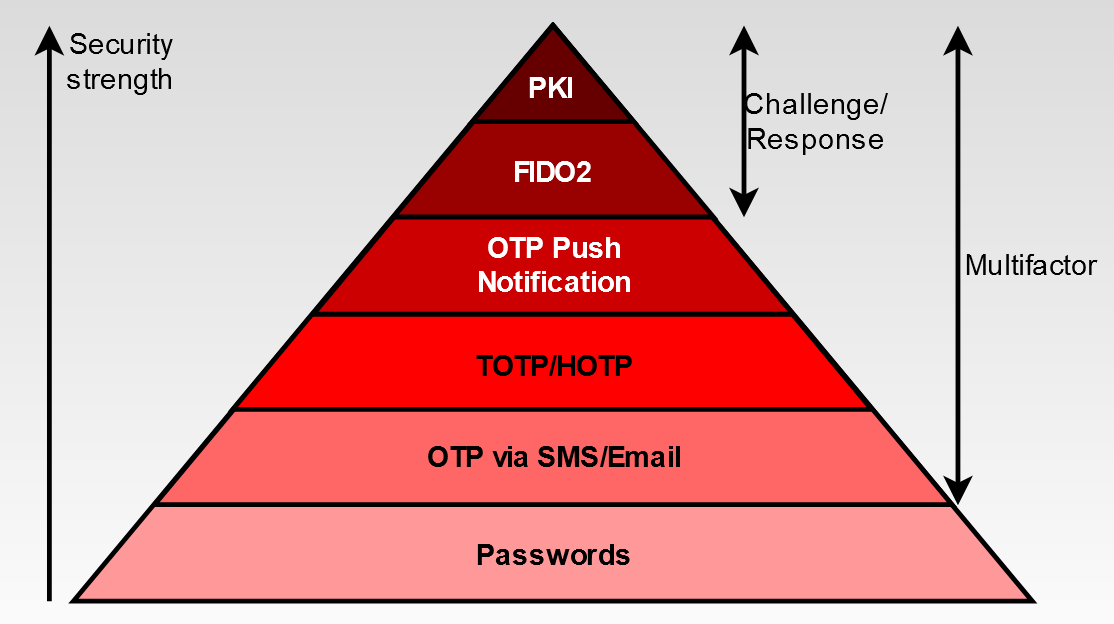 Security
strength
PKI
Challenge/
Response
FIDO2
OTP Push
Notification
Multifactor
TOTP/HOTP
OTP via SMS/Email
Passwords